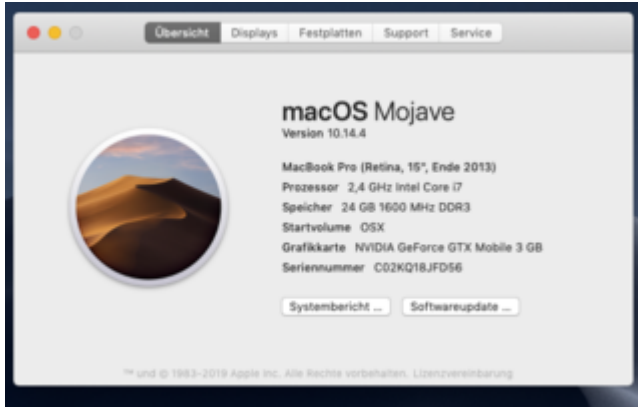 Übersicht Displays Festplatten Support Service
macOS Mojave
Version 10.14.4
MacBook Pro (Retina, 15", Ende 2013)
Prozessor 2,4 GHz Intel Core i7
Speicher 24 GB 1600 MHz DDR3
Startvolume OSX
Grafikkarte NVIDIA GeForce GTX Mobile 3 GB
Seriennummer C02KQ18JFD56
Systembericht ... Softwareupdate ...
™ und © 1983–2019 Apple Inc. Alle Rechte vorbehalten. Lizenzvereinbarung